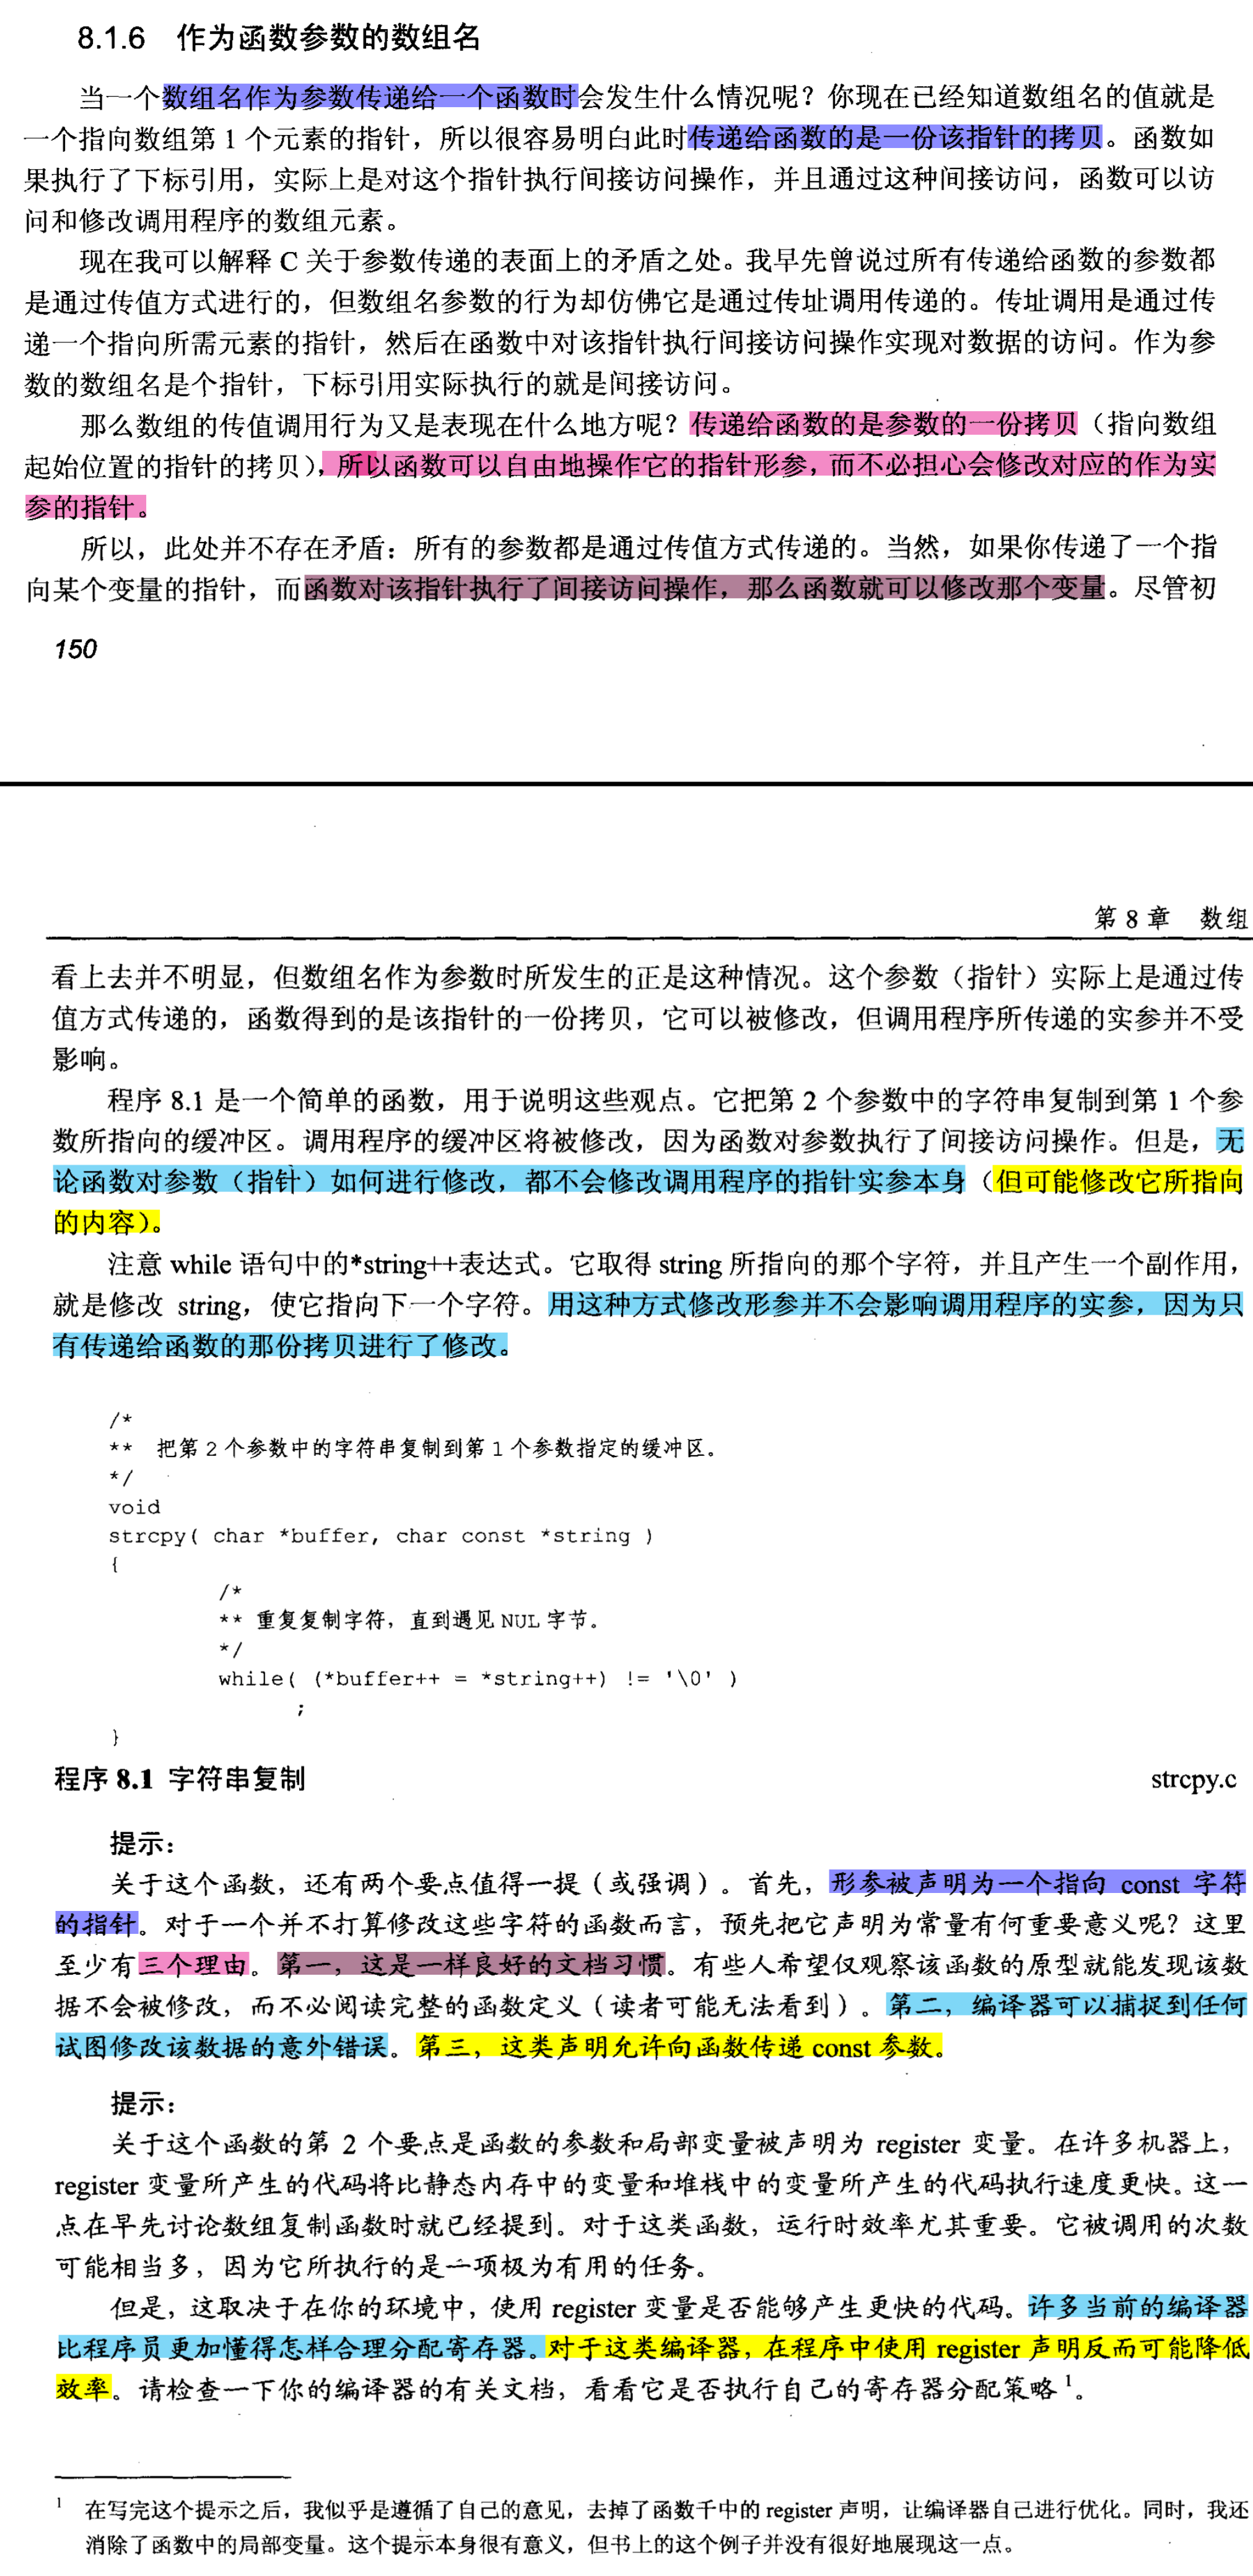 8.1.6 作为函数参数的数组名
当一个数组名作为参数传递给一个函数时会发生什么情况呢？你现在已经知道数组名的值就是
一个指向数组第 1 个元素的指针，所以很容易明白此时传递给函数的是一份该指针的拷贝。函数如
果执行了下标引用，实际上是对这个指针执行间接访问操作，并且通过这种间接访问，函数可以访
问和修改调用程序的数组元素。
现在我可以解释 C 关于参数传递的表面上的矛盾之处。我早先曾说过所有传递给函数的参数都
是通过传值方式进行的，但数组名参数的行为却仿佛它是通过传址调用传递的。传址调用是通过传
递一个指向所需元素的指针，然后在函数中对该指针执行间接访问操作实现对数据的访问。作为参
数的数组名是个指针，下标引用实际执行的就是间接访问。
那么数组的传值调用行为又是表现在什么地方呢？传递给函数的是参数的一份拷贝（指向数组
起始位置的指针的拷贝），所以函数可以自由地操作它的指针形参，而不必担心会修改对应的作为实
参的指针。
所以，此处并不存在矛盾：所有的参数都是通过传值方式传递的。当然，如果你传递了一个指
向某个变量的指针，而函数对该指针执行了间接访问操作，那么函数就可以修改那个变量。尽管初
150
第 8 章 数组
看上去并不明显，但数组名作为参数时所发生的正是这种情况。这个参数（指针）实际上是通过传
值方式传递的，函数得到的是该指针的一份拷贝，它可以被修改，但调用程序所传递的实参并不受
影响。
程序 8.1 是一个简单的函数，用于说明这些观点。它把第 2 个参数中的字符串复制到第 1 个参
数所指向的缓冲区。调用程序的缓冲区将被修改，因为函数对参数执行了间接访问操作。但是，无
论函数对参数（指针）如何进行修改，都不会修改调用程序的指针实参本身（但可能修改它所指向
的内容）。
注意 while 语句中的*string++表达式。它取得 string 所指向的那个字符，并且产生一个副作用，
就是修改 string，使它指向下一个字符。用这种方式修改形参并不会影响调用程序的实参，因为只
有传递给函数的那份拷贝进行了修改。
/*
** 把第 2 个参数中的字符串复制到第 1 个参数指定的缓冲区。
*/
void
strcpy( char *buffer, char const *string )
{
/*
** 重复复制字符，直到遇见 NUL 字节。
*/
while( (*buffer++ = *string++) != '\0' )
;
}
程序 8.1 字符串复制 strcpy.c
提示：
关于这个函数，还有两个要点值得一提（或强调）。首先，形参被声明为一个指向 const 字符
的指针。对于一个并不打算修改这些字符的函数而言，预先把它声明为常量有何重要意义呢？这里
至少有三个理由。第一，这是一样良好的文档习惯。有些人希望仅观察该函数的原型就能发现该数
据不会被修改，而不必阅读完整的函数定义（读者可能无法看到）。第二，编译器可以捕捉到任何
试图修改该数据的意外错误。第三，这类声明允许向函数传递 const 参数。
提示：
关于这个函数的第 2 个要点是函数的参数和局部变量被声明为 register 变量。在许多机器上，
register 变量所产生的代码将比静态内存中的变量和堆栈中的变量所产生的代码执行速度更快。这一
点在早先讨论数组复制函数时就已经提到。对于这类函数，运行时效率尤其重要。它被调用的次数
可能相当多，因为它所执行的是一项极为有用的任务。
但是，这取决于在你的环境中，使用 register 变量是否能够产生更快的代码。许多当前的编译器
比程序员更加懂得怎样合理分配寄存器。对于这类编译器，在程序中使用 register 声明反而可能降低
效率。请检查一下你的编译器的有关文档，看看它是否执行自己的寄存器分配策略1。
1 在写完这个提示之后，我似乎是遵循了自己的意见，去掉了函数千中的 register 声明，让编译器自己进行优化。同时，我还
消除了函数中的局部变量。这个提示本身很有意义，但书上的这个例子并没有很好地展现这一点。